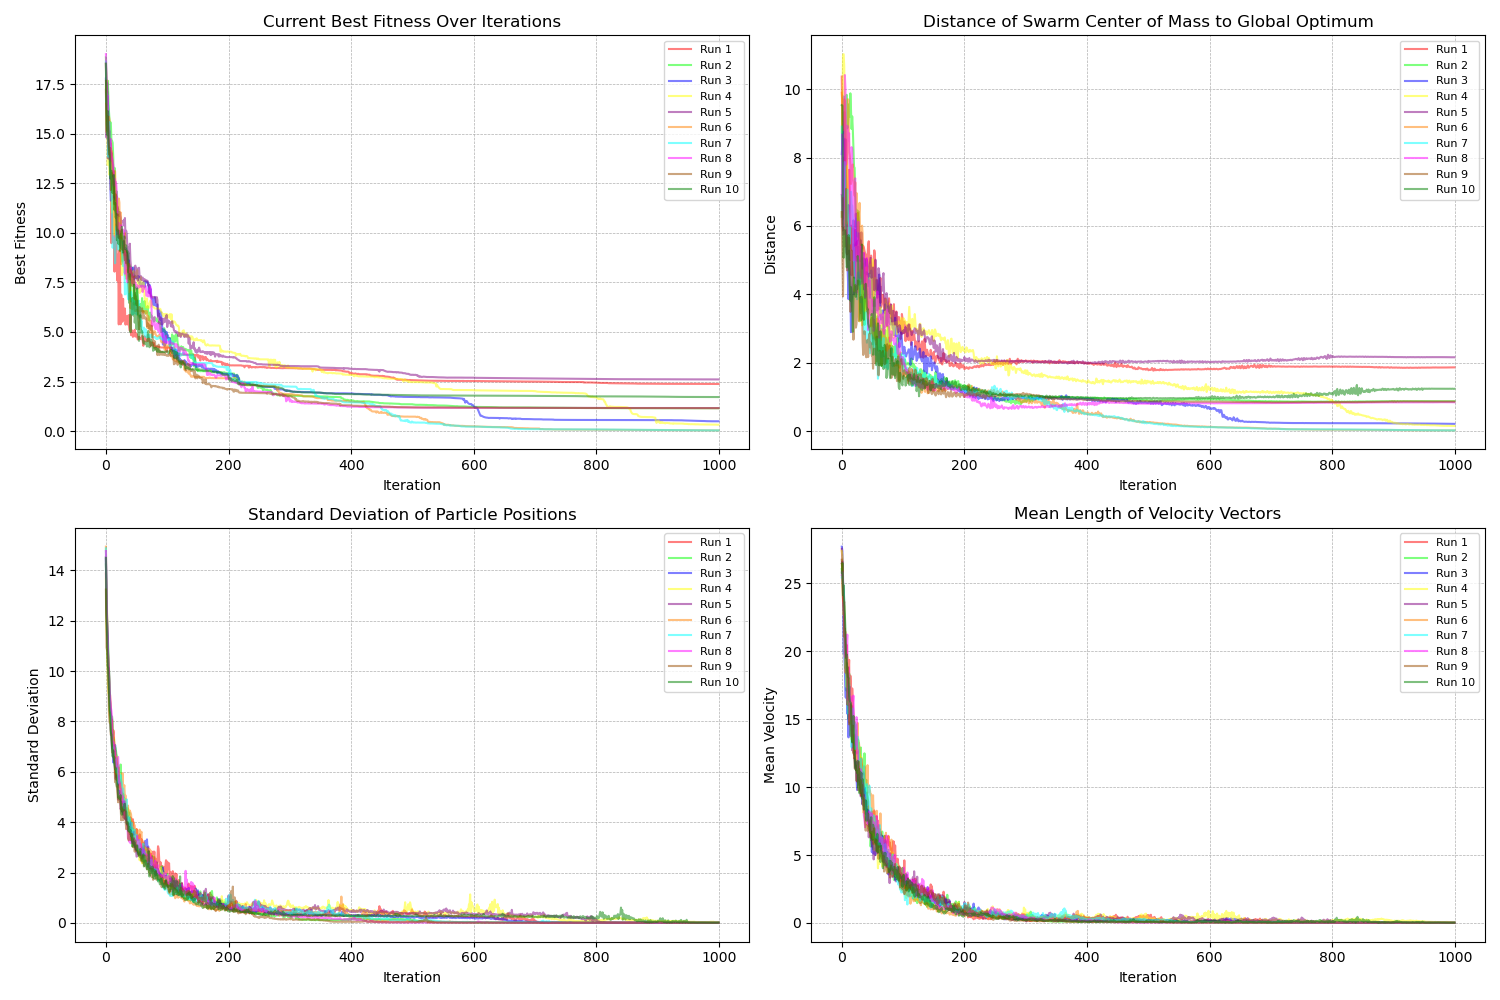 Current Best Fitness Over Iterations
Best Fitness
17.5
15.0
12.5
10.0
7.5
5.0
2.5
0.0
0 200 400 600 800 1000
Iteration
Run 1
Run 2
Run 3
Run 4
Run 5
Run 6
Run 7
Run 8
Run 9
Run 10
Distance of Swarm Center of Mass to Global Optimum
Distance
10
8
6
4
2
0
0 200 400 600 800 1000
Iteration
Run 1
Run 2
Run 3
Run 4
Run 5
Run 6
Run 7
Run 8
Run 9
Run 10
Standard Deviation of Particle Positions
Standard Deviation
14
12
10
8
6
4
2
0
0 200 400 600 800 1000
Iteration
Run 1
Run 2
Run 3
Run 4
Run 5
Run 6
Run 7
Run 8
Run 9
Run 10
Mean Length of Velocity Vectors
Mean Velocity
25
20
15
10
5
0
0 200 400 600 800 1000
Iteration
Run 1
Run 2
Run 3
Run 4
Run 5
Run 6
Run 7
Run 8
Run 9
Run 10